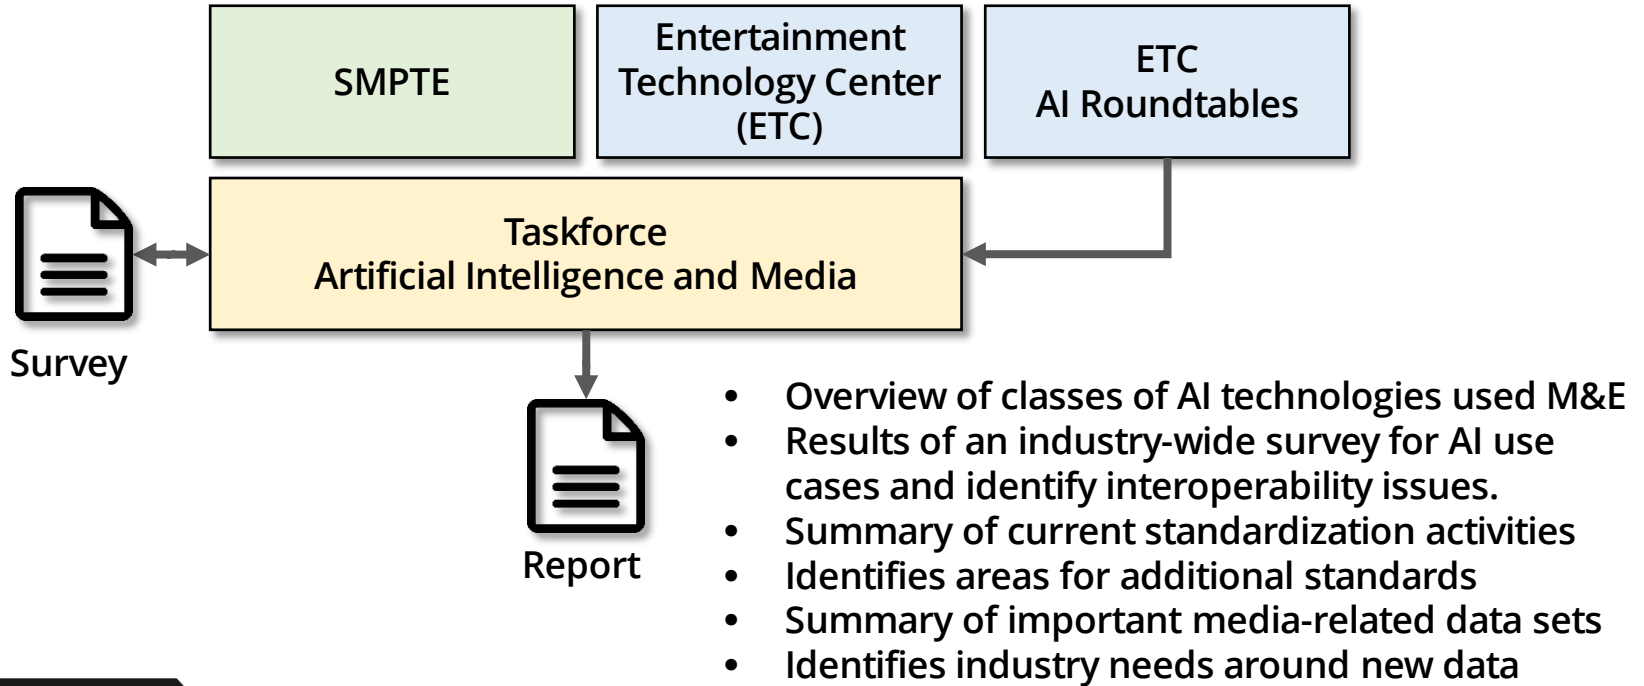 SMPTE
Entertainment
Technology Center
(ETC)
ETC
AI Roundtables
Taskforce
Artificial Intelligence and Media
Survey
Report
• Overview of classes of AI technologies used M&E
• Results of an industry-wide survey for AI use
cases and identify interoperability issues.
• Summary of current standardization activities
• Identifies areas for additional standards
• Summary of important media-related data sets
• Identifies industry needs around new data